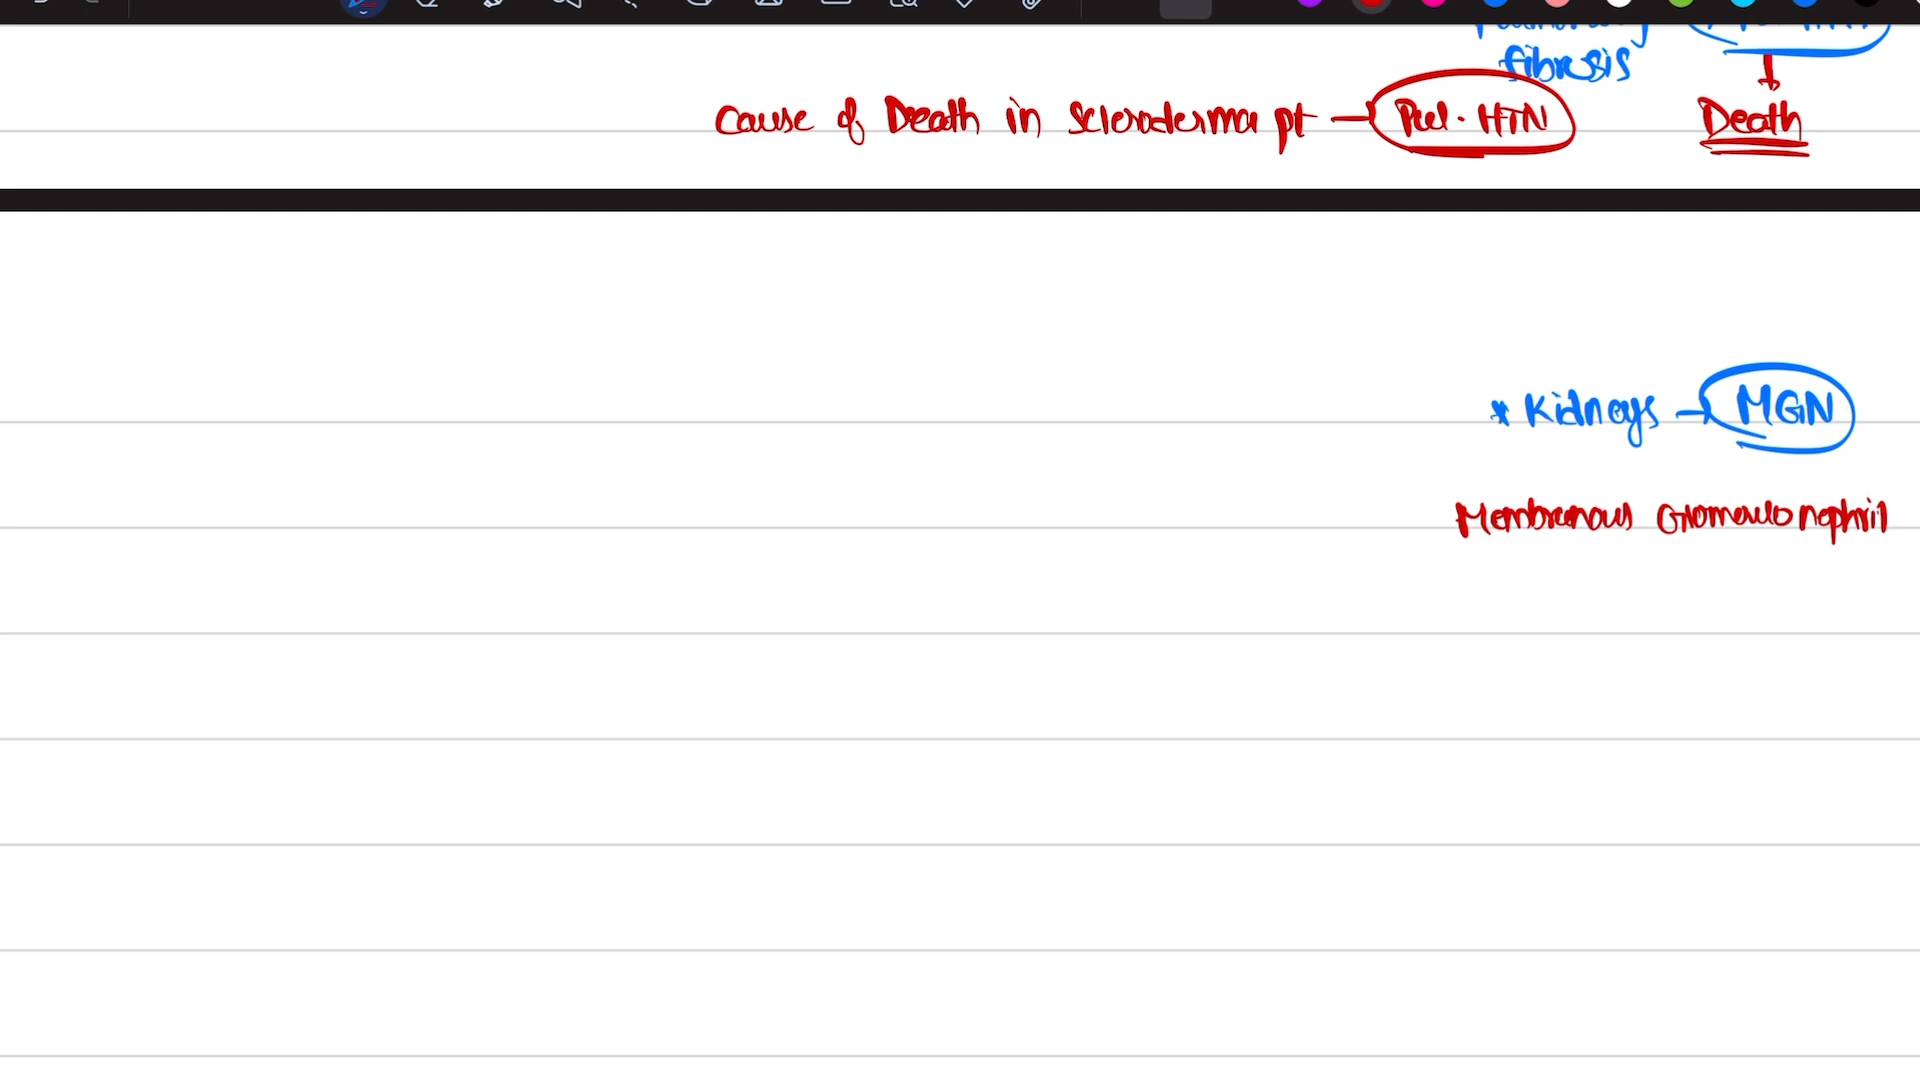 fibrosis
Cause of Death in scleroderma pt → Pul. HTN Death
* Kidneys → MGN
Membranous Glomerulonephrit